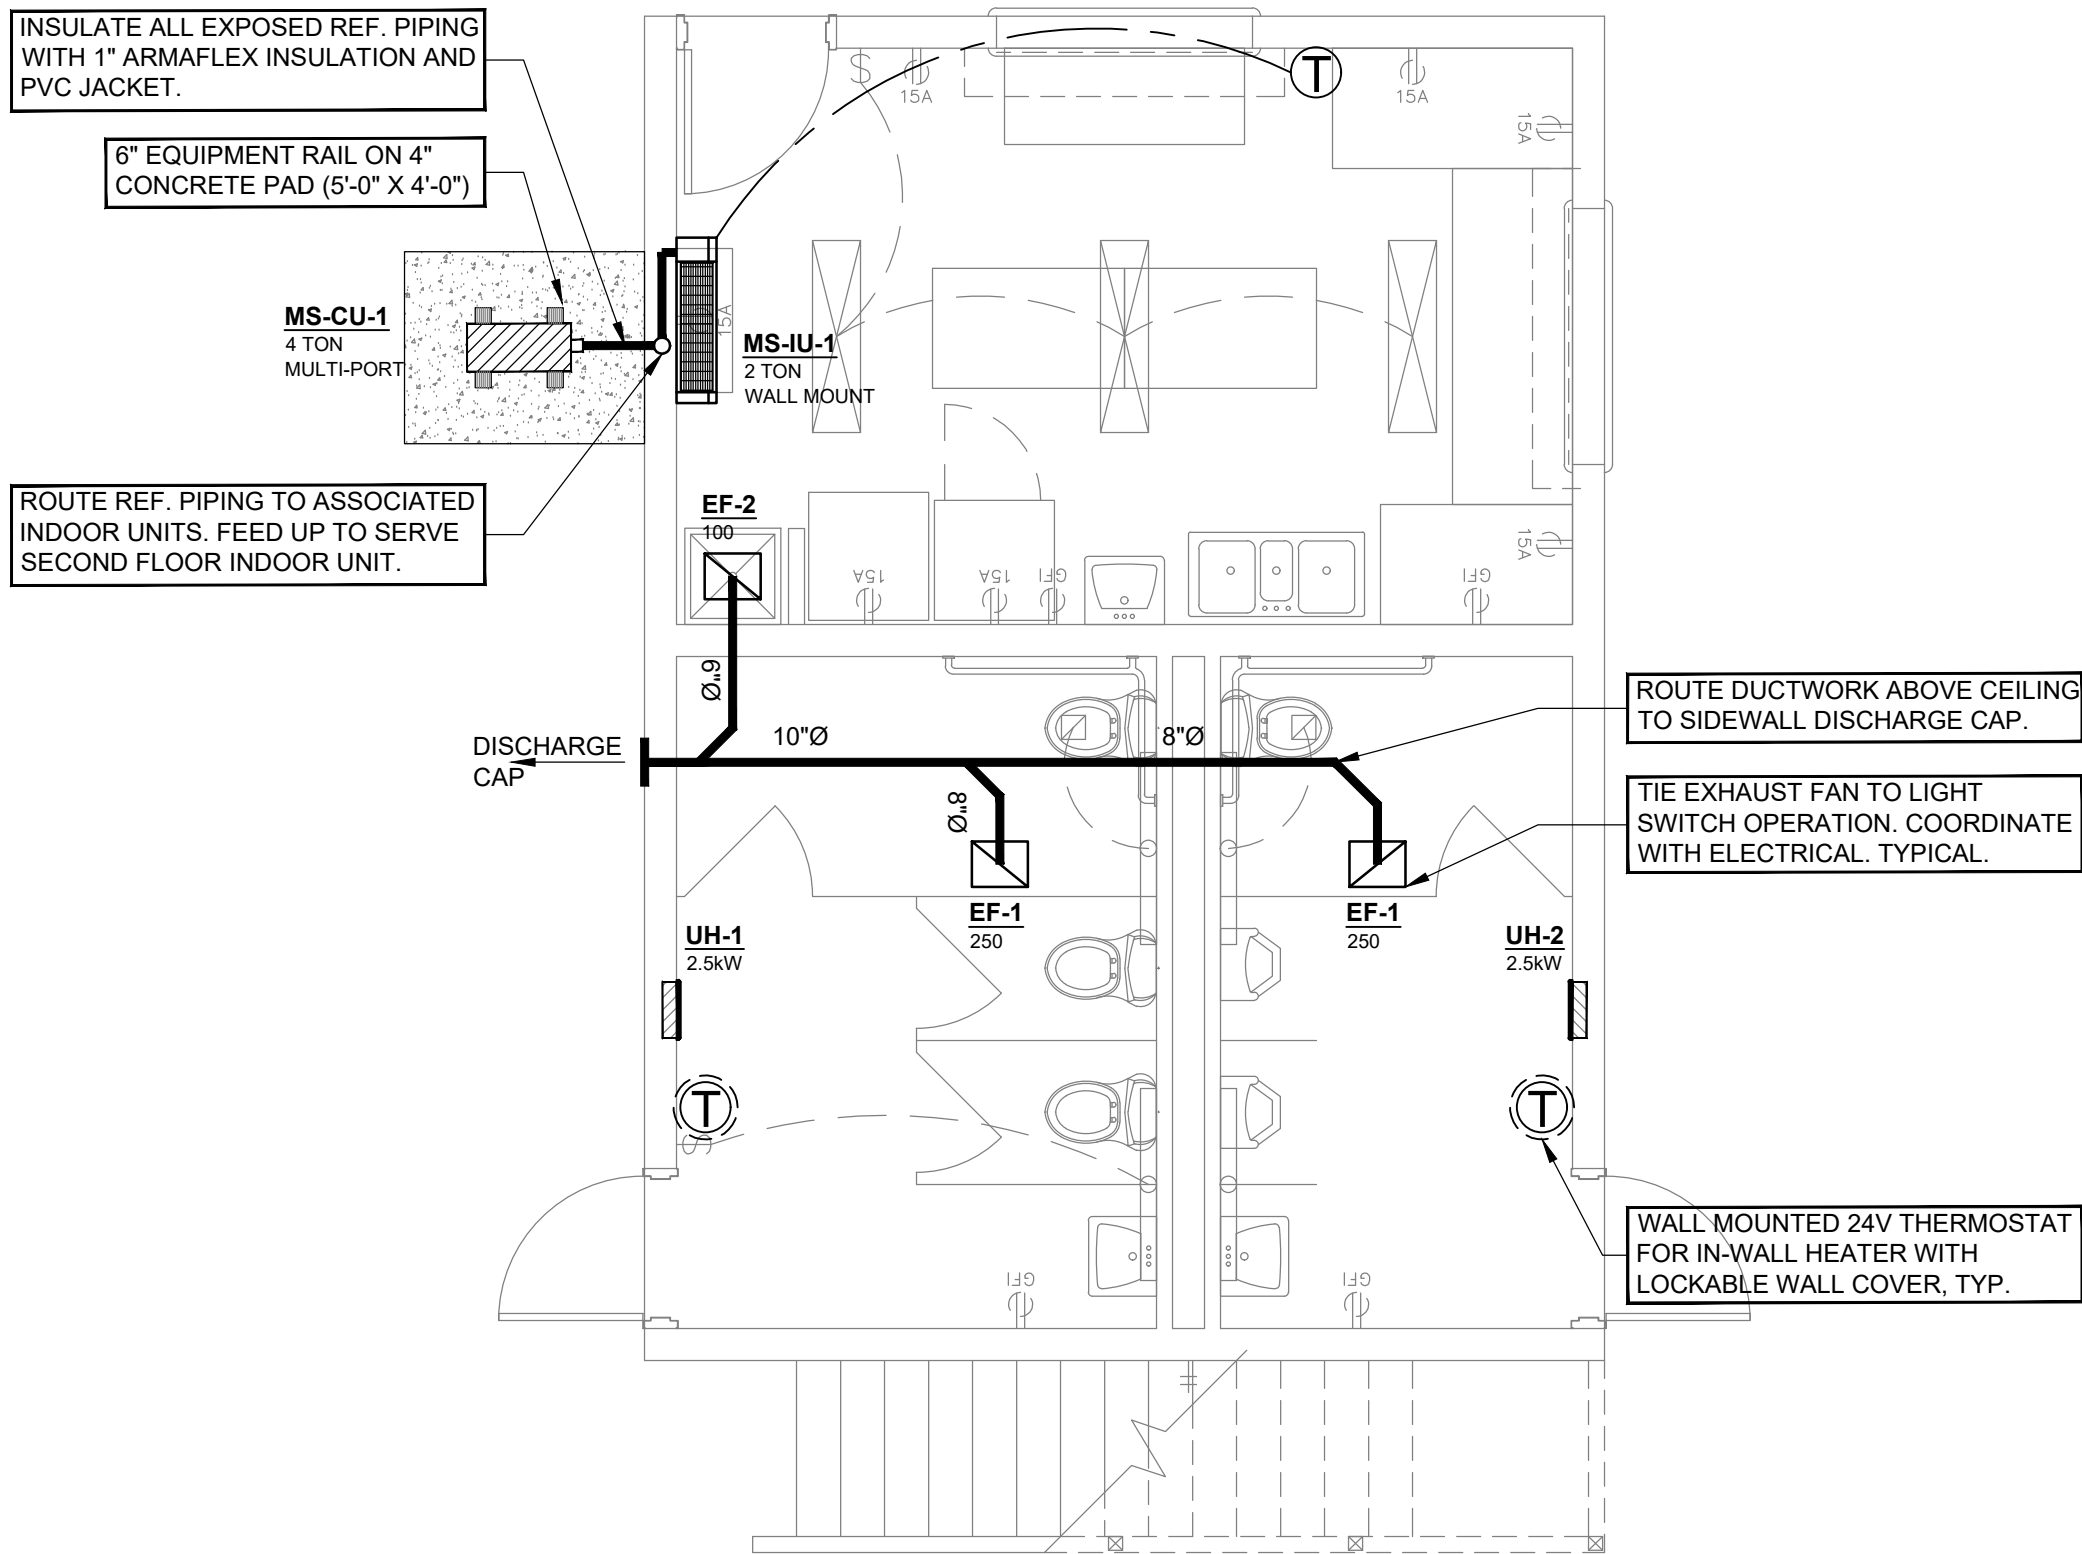 INSULATE ALL EXPOSED REF. PIPING
WITH 1" ARMAFLEX INSULATION AND
PVC JACKET.
6" EQUIPMENT RAIL ON 4"
CONCRETE PAD (5'-0" X 4'-0")
MS-CU-1
4 TON
MULTI-PORT
ROUTE REF. PIPING TO ASSOCIATED
INDOOR UNITS. FEED UP TO SERVE
SECOND FLOOR INDOOR UNIT.
T
S
15A
15A
15A
15A
MS-IU-1
2 TON
WALL MOUNT
EF-2
100
15A
15A
GFI
GFI
15A
6"Ø
10"Ø
8"Ø
8"Ø
DISCHARGE
CAP
ROUTE DUCTWORK ABOVE CEILING
TO SIDEWALL DISCHARGE CAP.
TIE EXHAUST FAN TO LIGHT
SWITCH OPERATION. COORDINATE
WITH ELECTRICAL. TYPICAL.
EF-1
250
EF-1
250
UH-1
2.5kW
UH-2
2.5kW
T
S
T
WALL MOUNTED 24V THERMOSTAT
FOR IN-WALL HEATER WITH
LOCKABLE WALL COVER, TYP.
GFI
GFI